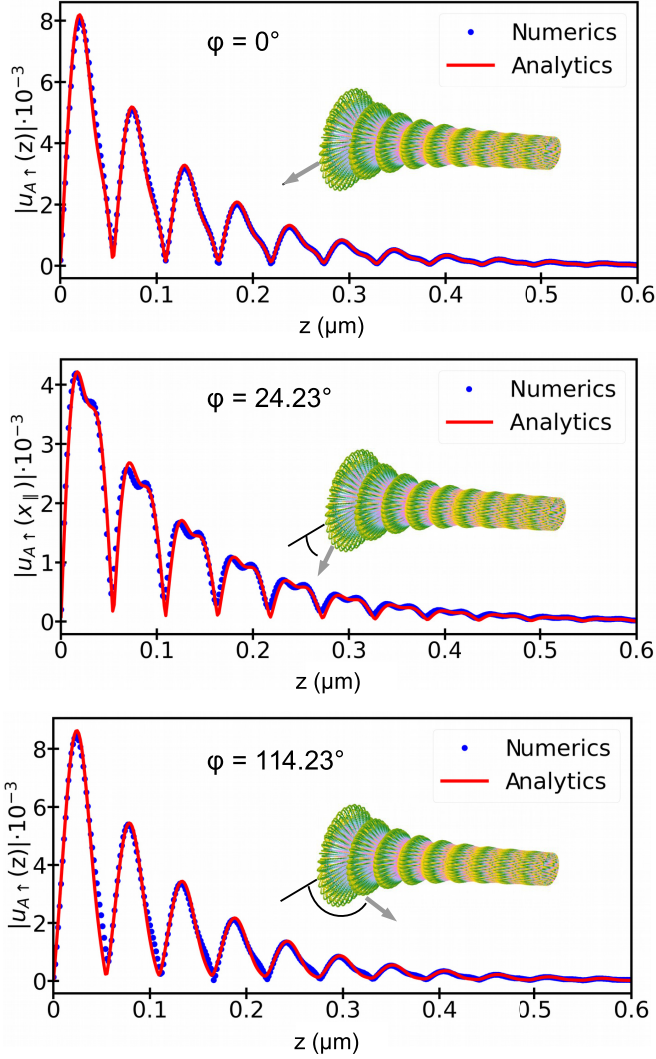 |u_{A↑}(z)|·10⁻³
8
6
4
2
0
φ = 0°
Numerics
Analytics
0 0.1 0.2 0.3 0.4 0.5 0.6
z (μm)
|u_{A↑}(x_∥)|·10⁻³
4
3
2
1
0
φ = 24.23°
Numerics
Analytics
0 0.1 0.2 0.3 0.4 0.5 0.6
z (μm)
|u_{A↑}(z)|·10⁻³
8
6
4
2
0
φ = 114.23°
Numerics
Analytics
0 0.1 0.2 0.3 0.4 0.5 0.6
z (μm)